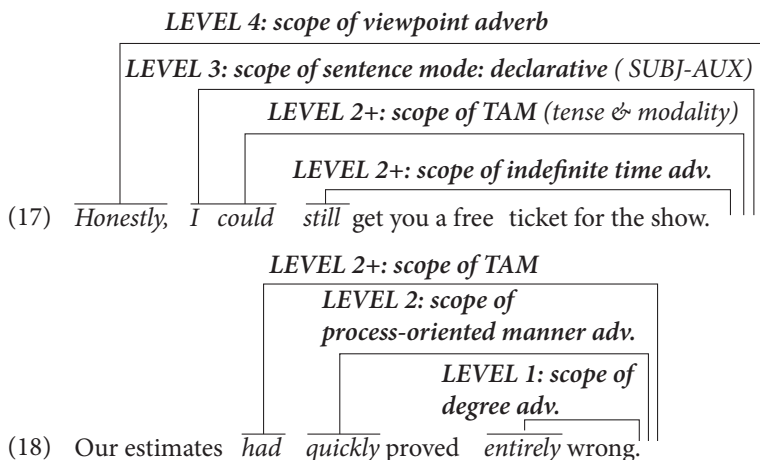 LEVEL 4: scope of viewpoint adverb
LEVEL 3: scope of sentence mode: declarative ( SUBJ-AUX)
LEVEL 2+: scope of TAM (tense & modality)
LEVEL 2+: scope of indefinite time adv.
(17) Honestly, I could still get you a free ticket for the show.
LEVEL 2+: scope of TAM
LEVEL 2: scope of
process-oriented manner adv.
LEVEL 1: scope of
degree adv.
(18) Our estimates had quickly proved entirely wrong.